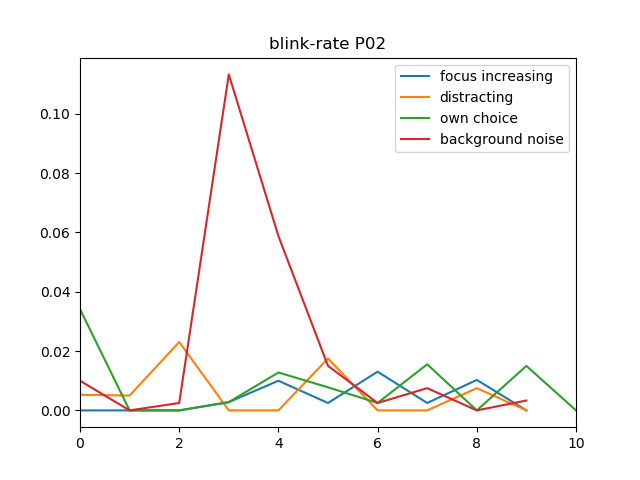 blink-rate P02
focus increasing
distracting
own choice
background noise
0.10
0.08
0.06
0.04
0.02
0.00
0 2 4 6 8 10